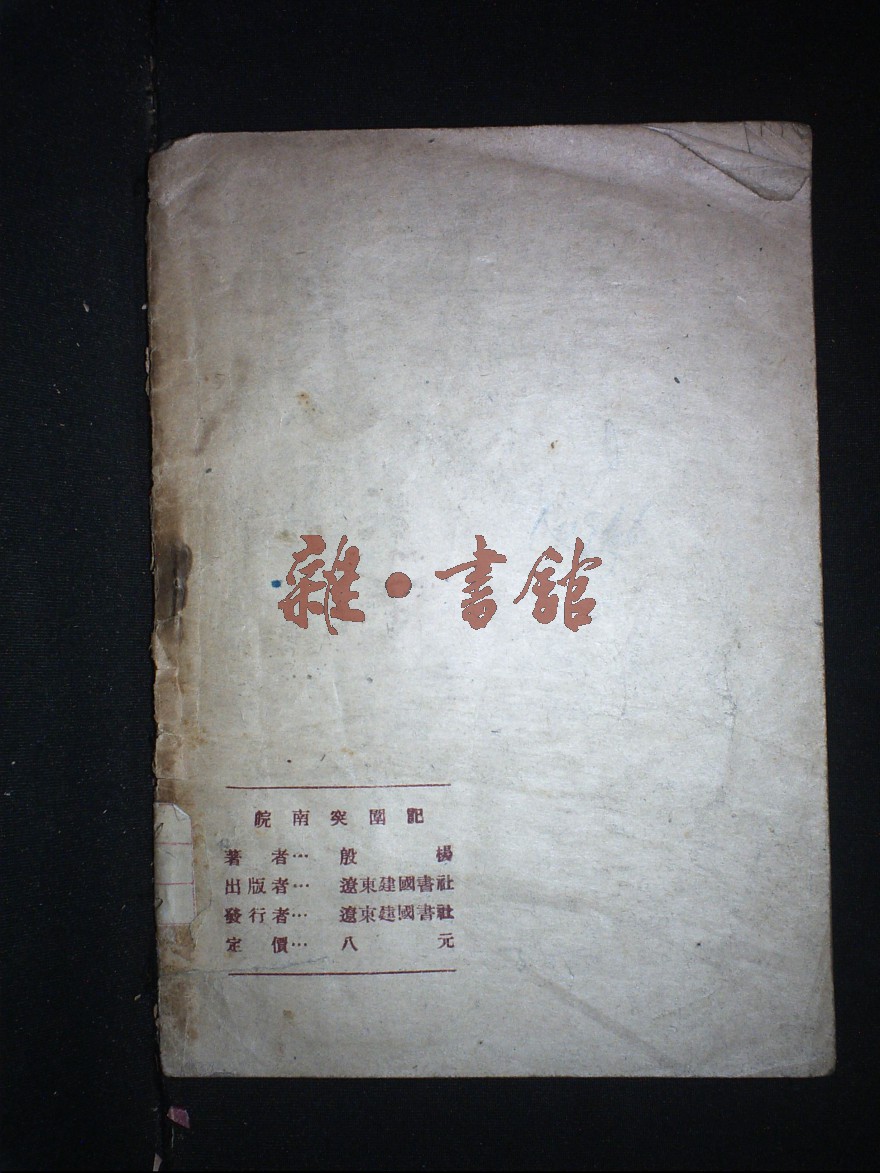 雜·書館
皖南突圍記
著者… 殷楊
出版者… 遼東建國書社
發行者… 遼東建國書社
定價… 八元